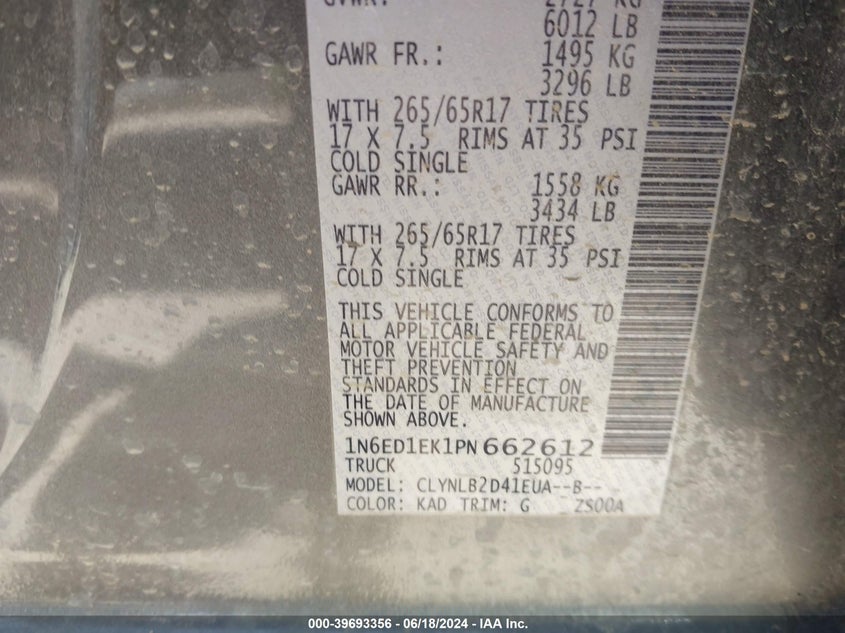 GVWR: 2727 KG
6012 LB
GAWR FR.: 1495 KG
3296 LB
WITH 265/65R17 TIRES
17 X 7.5 RIMS AT 35 PSI
COLD SINGLE
GAWR RR.: 1558 KG
3434 LB
WITH 265/65R17 TIRES
17 X 7.5 RIMS AT 35 PSI
COLD SINGLE
THIS VEHICLE CONFORMS TO
ALL APPLICABLE FEDERAL
MOTOR VEHICLE SAFETY AND
THEFT PREVENTION
STANDARDS IN EFFECT ON
THE DATE OF MANUFACTURE
SHOWN ABOVE.
1N6ED1EK1PN662612
TRUCK 515095
MODEL: CLYNLB2D41EUA--B--
COLOR: KAD TRIM: G ZS00A
000-39693356 - 06/18/2024 - IAA Inc.